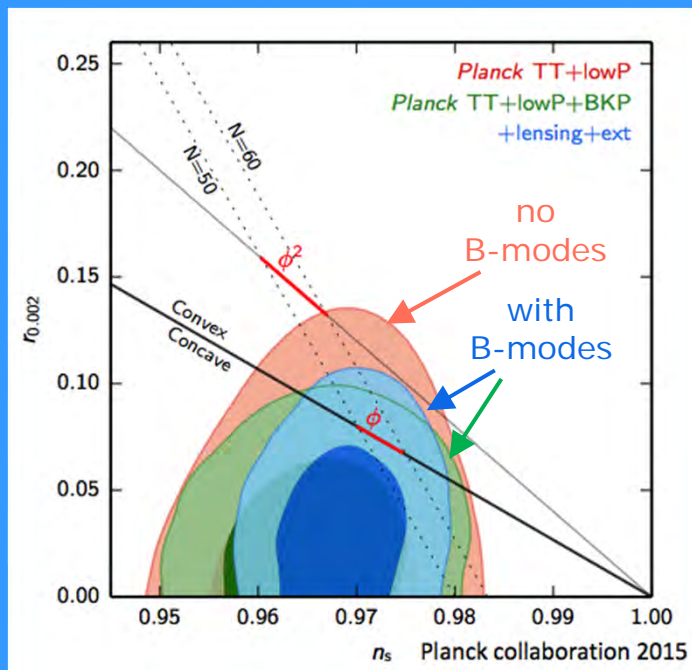 0.25
0.20
0.15
0.10
0.05
0.00
r0.002
Planck TT+lowP
Planck TT+lowP+BKP
+lensing+ext
N=50
N=60
ϕ²
no
B-modes
with
B-modes
Convex
Concave
ϕ
0.95 0.96 0.97 0.98 0.99 1.00
ns Planck collaboration 2015